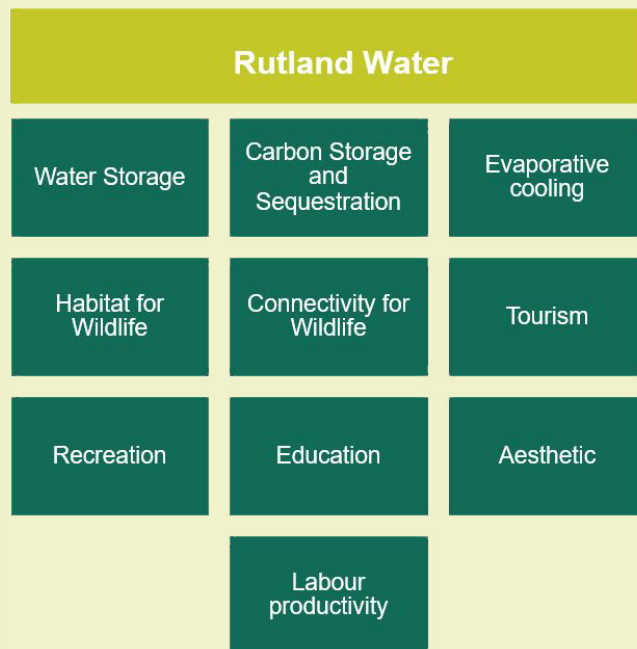 Rutland Water
Water Storage
Carbon Storage
and
Sequestration
Evaporative
cooling
Habitat for
Wildlife
Connectivity for
Wildlife
Tourism
Recreation
Education
Aesthetic
Labour
productivity